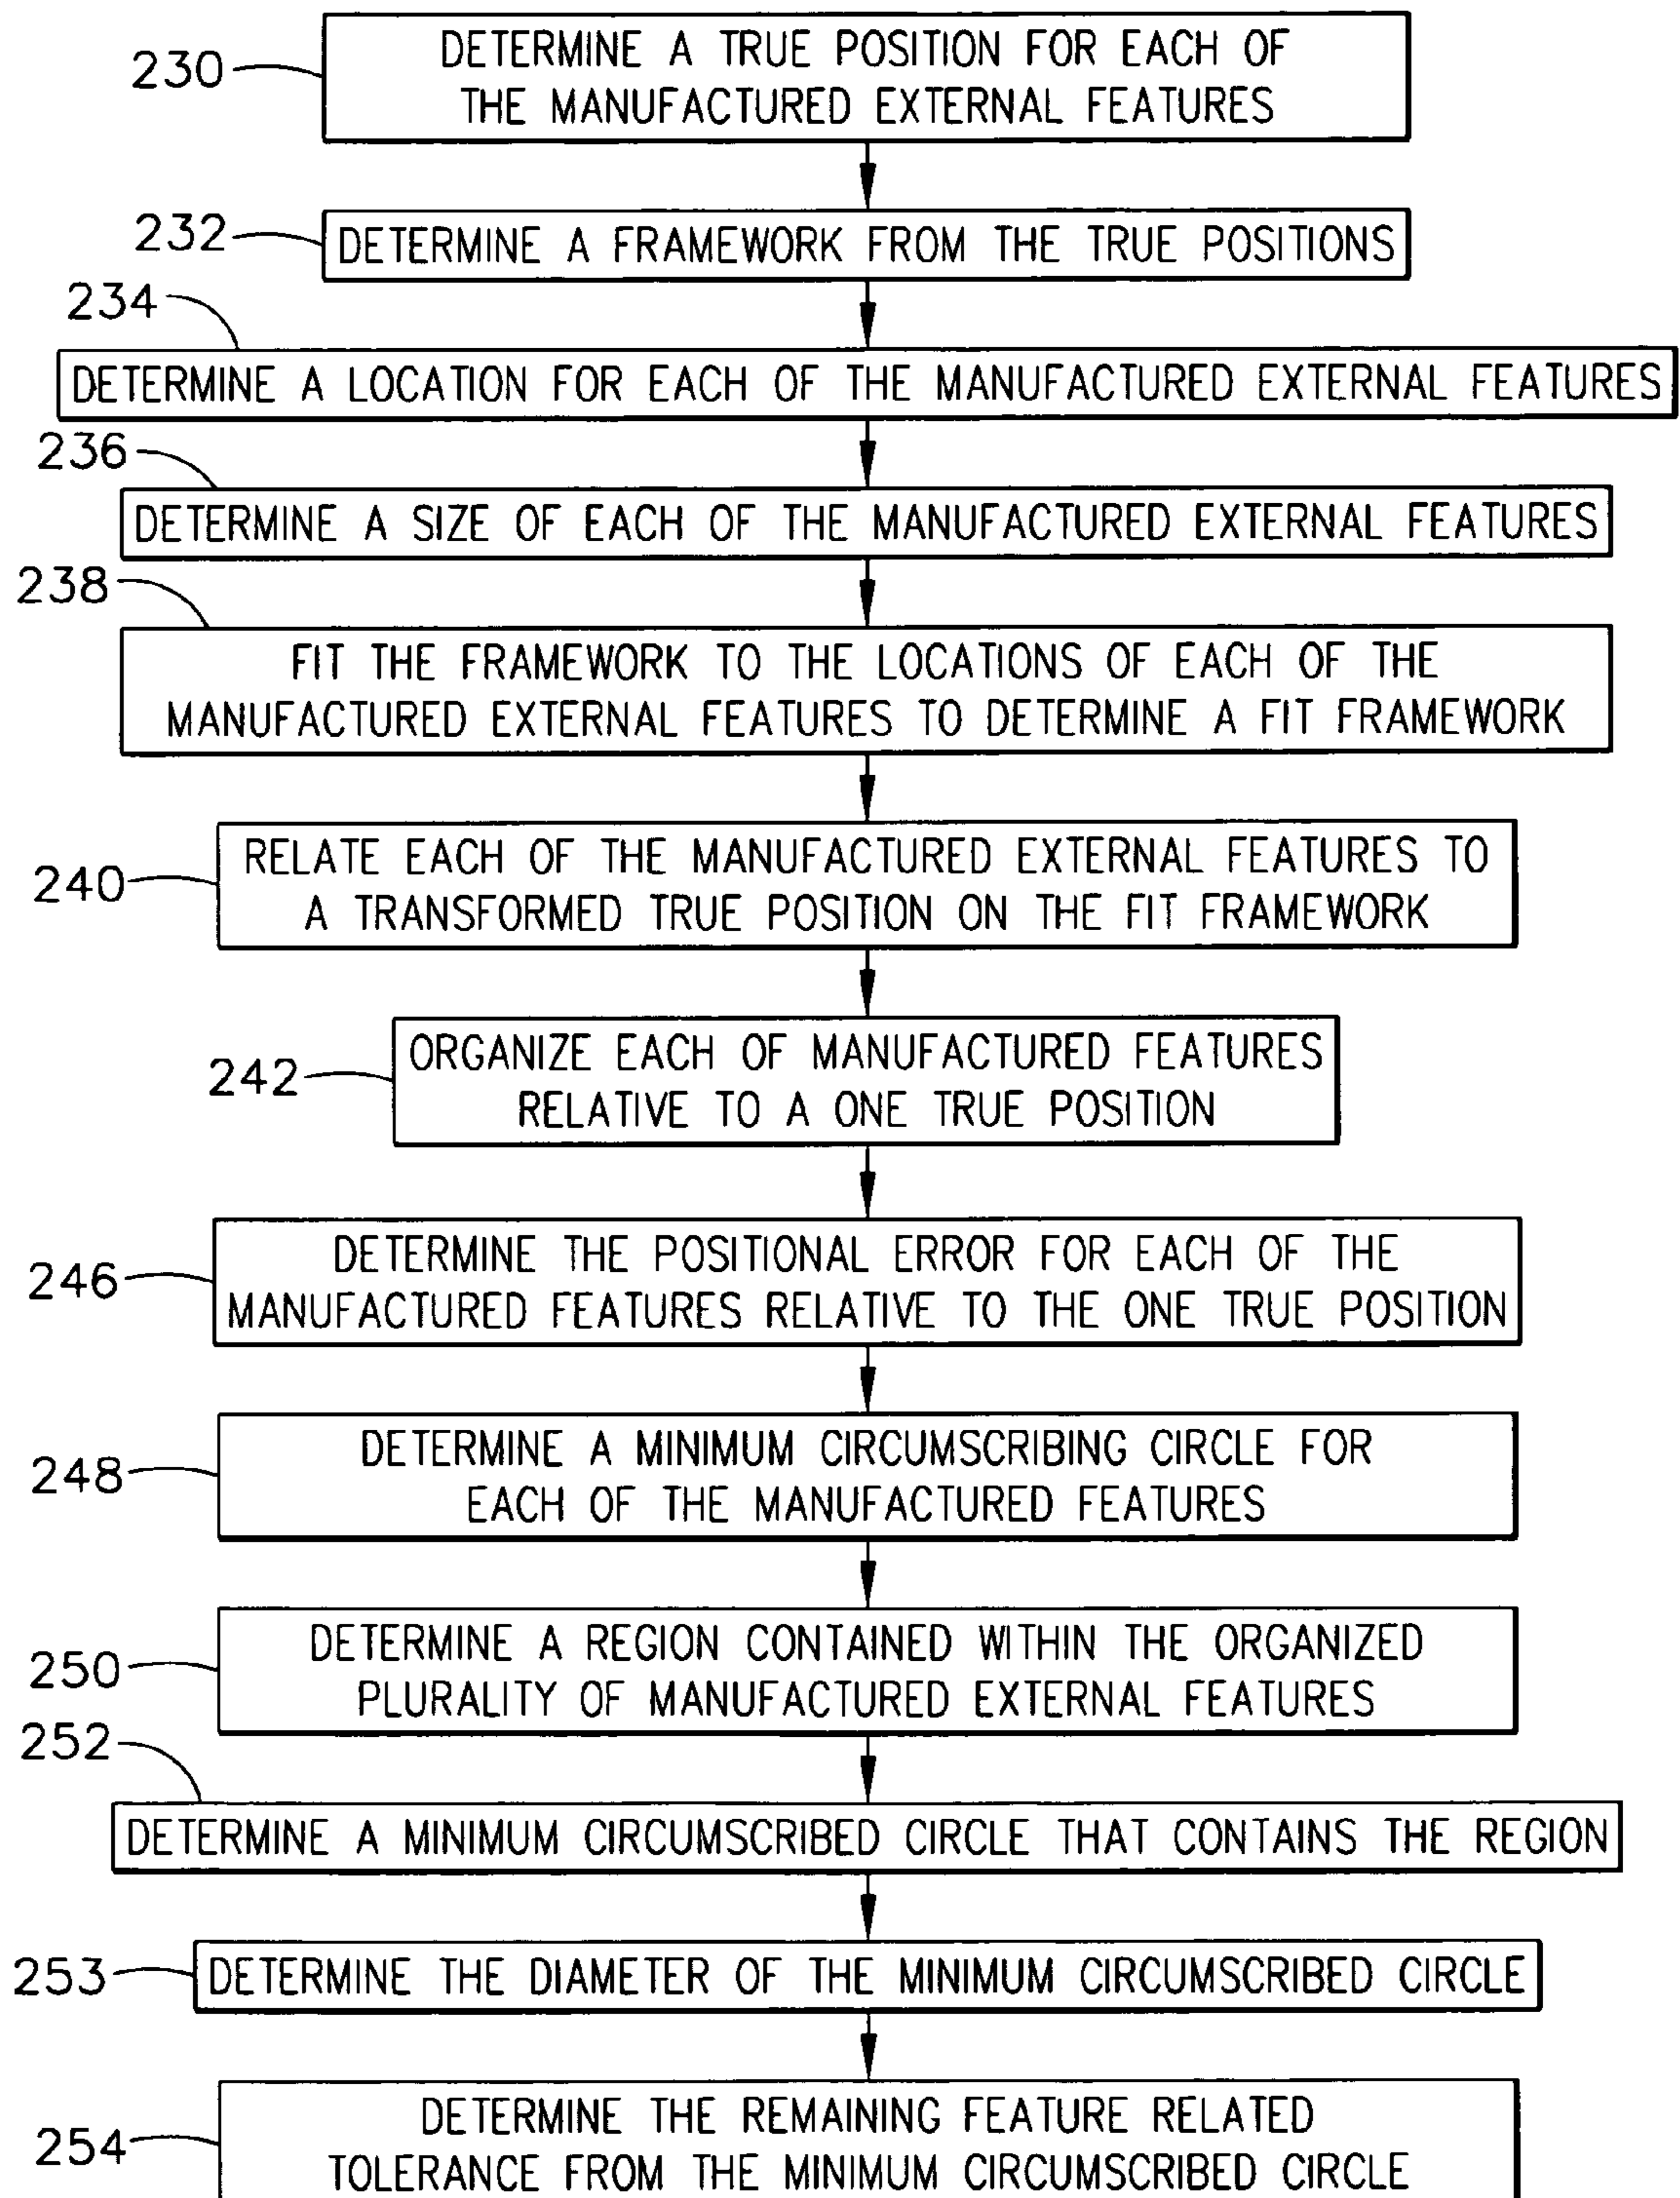 230
DETERMINE A TRUE POSITION FOR EACH OF
THE MANUFACTURED EXTERNAL FEATURES
232
DETERMINE A FRAMEWORK FROM THE TRUE POSITIONS
234
DETERMINE A LOCATION FOR EACH OF THE MANUFACTURED EXTERNAL FEATURES
236
DETERMINE A SIZE OF EACH OF THE MANUFACTURED EXTERNAL FEATURES
238
FIT THE FRAMEWORK TO THE LOCATIONS OF EACH OF THE
MANUFACTURED EXTERNAL FEATURES TO DETERMINE A FIT FRAMEWORK
240
RELATE EACH OF THE MANUFACTURED EXTERNAL FEATURES TO
A TRANSFORMED TRUE POSITION ON THE FIT FRAMEWORK
242
ORGANIZE EACH OF MANUFACTURED FEATURES
RELATIVE TO A ONE TRUE POSITION
246
DETERMINE THE POSITIONAL ERROR FOR EACH OF THE
MANUFACTURED FEATURES RELATIVE TO THE ONE TRUE POSITION
248
DETERMINE A MINIMUM CIRCUMSCRIBING CIRCLE FOR
EACH OF THE MANUFACTURED FEATURES
250
DETERMINE A REGION CONTAINED WITHIN THE ORGANIZED
PLURALITY OF MANUFACTURED EXTERNAL FEATURES
252
DETERMINE A MINIMUM CIRCUMSCRIBED CIRCLE THAT CONTAINS THE REGION
253
DETERMINE THE DIAMETER OF THE MINIMUM CIRCUMSCRIBED CIRCLE
254
DETERMINE THE REMAINING FEATURE RELATED
TOLERANCE FROM THE MINIMUM CIRCUMSCRIBED CIRCLE